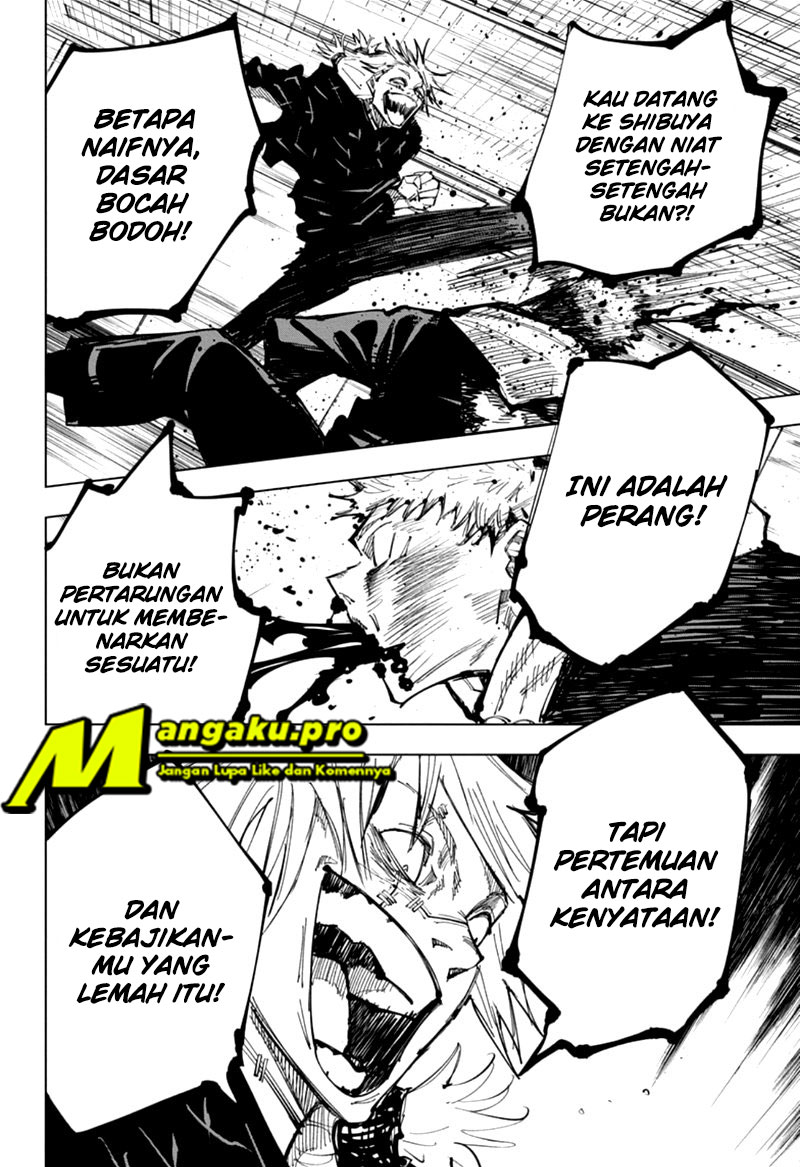 KAU DATANG
KE SHIBUYA
DENGAN NIAT
SETENGAH-
SETENGAH
BUKAN?!
BETAPA
NAIFNYA,
DASAR
BOCAH
BODOH!
INI ADALAH
PERANG!
BUKAN
PERTARUNGAN
UNTUK MEMBE-
NARKAN
SESUATU!
Mangaku.pro
Jangan Lupa Like dan Komennya
TAPI
PERTEMUAN
ANTARA
KENYATAAN!
DAN
KEBAJIKAN-
MU YANG
LEMAH ITU!